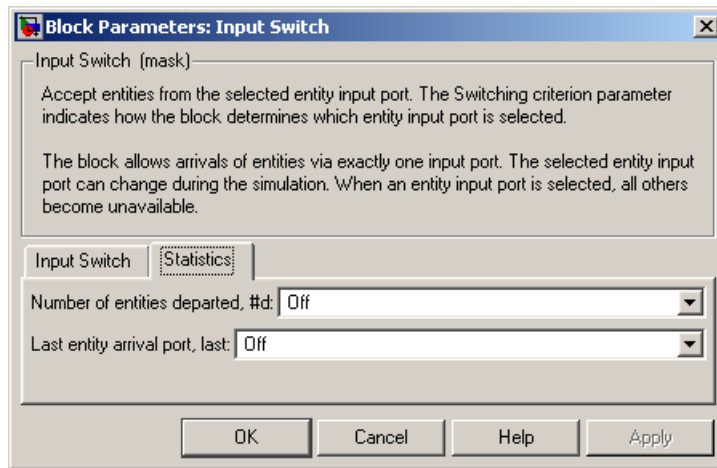 Block Parameters: Input Switch
Input Switch (mask)
Accept entities from the selected entity input port. The Switching criterion parameter
indicates how the block determines which entity input port is selected.
The block allows arrivals of entities via exactly one input port. The selected entity input
port can change during the simulation. When an entity input port is selected, all others
become unavailable.
Input Switch Statistics
Number of entities departed, #d: Off
Last entity arrival port, last: Off
OK Cancel Help Apply